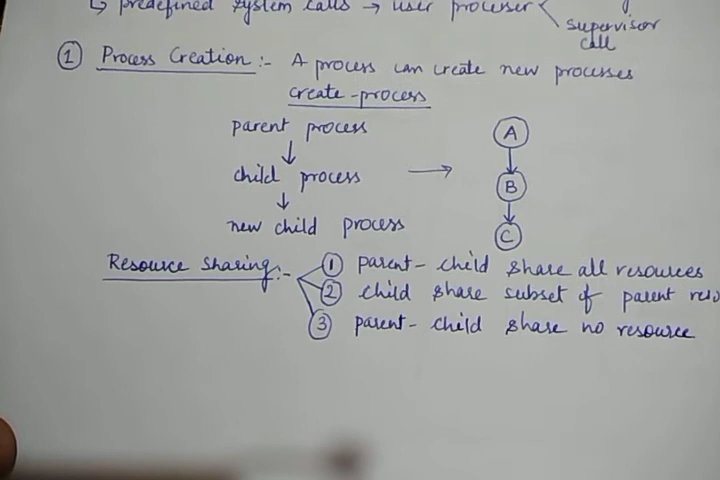 ↳ predefined system calls → user processes <
supervisor
call
① Process Creation :- A process can create new processes
create-process
parent process
↓
child process → 
↓
new child process
A
B
C
Resource sharing :-
① parent-child share all resources
② child share subset of parent
③ parent-child share no resource